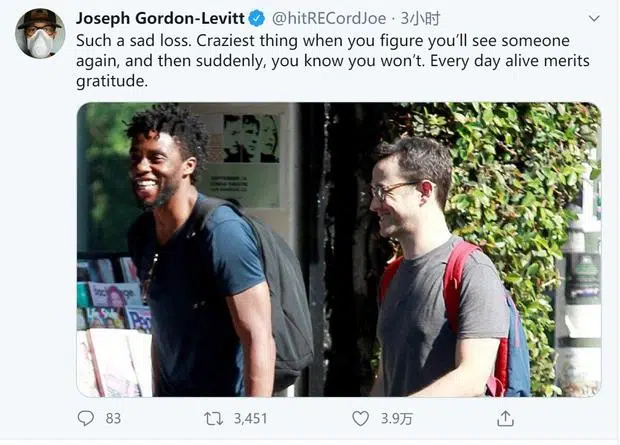 Joseph Gordon-Levitt @hitRECordJoe · 3小时
Such a sad loss. Craziest thing when you figure you'll see someone
again, and then suddenly, you know you won't. Every day alive merits
gratitude.
83
3,451
3.9万